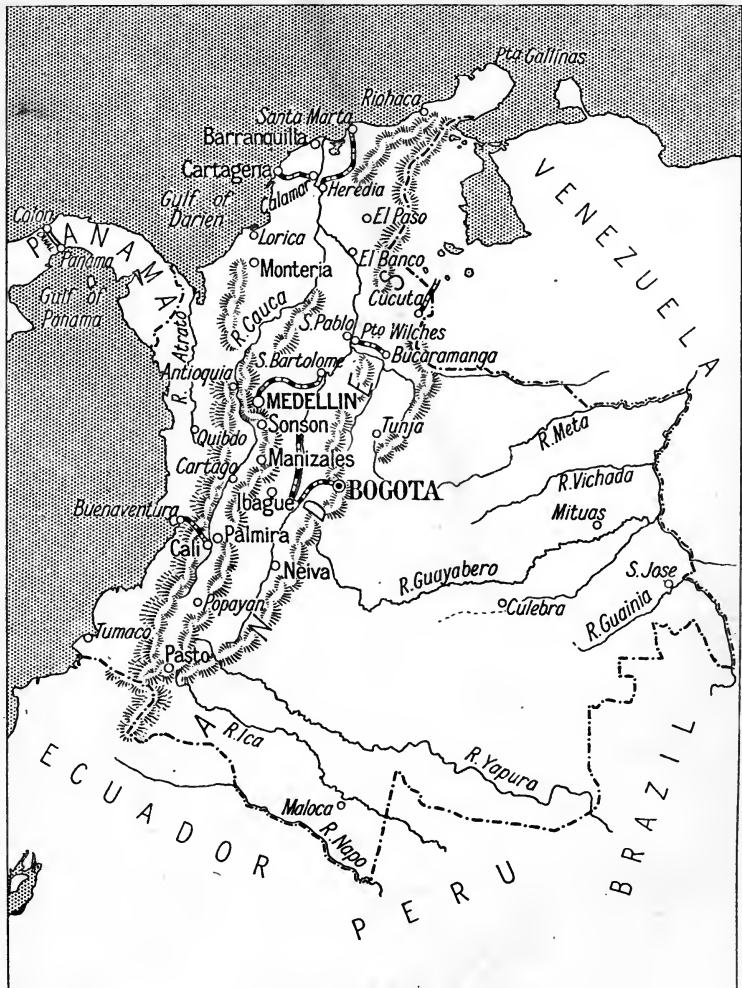 Pta Gallinas
Riohaca
Santa Marta
Barranquilla
Cartagena
Calamar
Heredia
Gulf of
Darien
El Paso
VENEZUELA
Colon
PANAMA
Panama
Lorica
Monteria
El Banco
Gulf of
Panama
Cucuta
R. Cauca
S. Pablo
Pto Wilches
R. Atrato
S. Bartolome
Bucaramanga
Antioquia
MEDELLIN
Sonson
Tunja
R. Meta
Quibdo
Manizales
Cartago
R. Vichada
Ibague
BOGOTA
Buenaventura
Mituas
Palmira
Cali
Neiva
R. Guayabero
S. Jose
Popayan
Culebra
R. Guainia
Tumaco
Pasto
ANDES
R. Ica
R. Yapura
ECUADOR
Maloca
R. Napo
PERU
BRAZIL